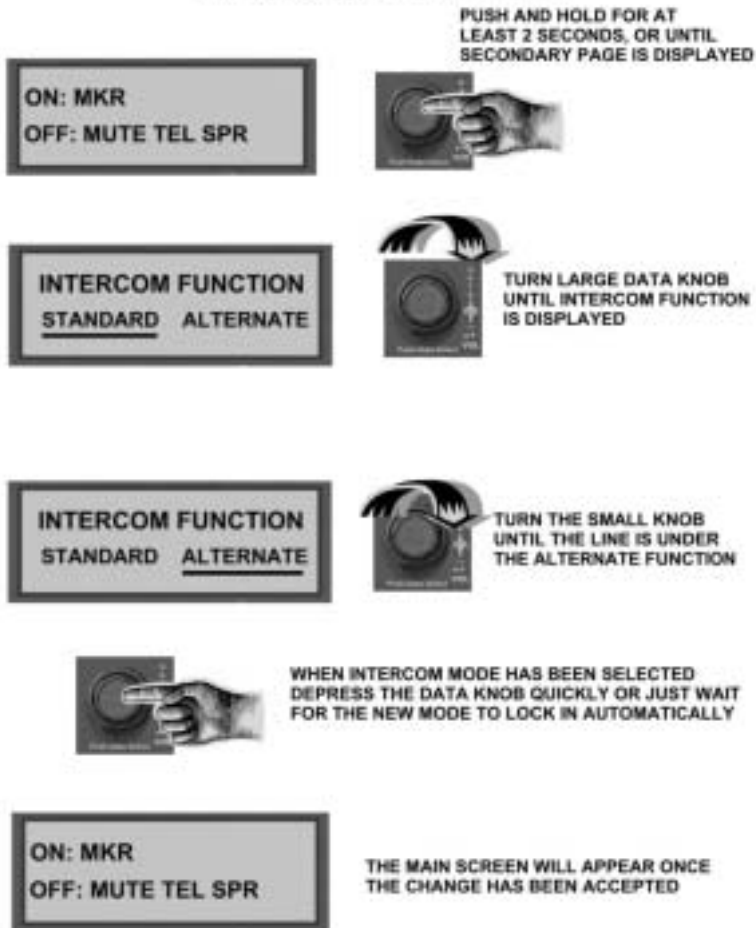 PUSH AND HOLD FOR AT
LEAST 2 SECONDS, OR UNTIL
SECONDARY PAGE IS DISPLAYED
ON: MKR
OFF: MUTE TEL SPR
INTERCOM FUNCTION
STANDARD ALTERNATE
TURN LARGE DATA KNOB
UNTIL INTERCOM FUNCTION
IS DISPLAYED
INTERCOM FUNCTION
STANDARD ALTERNATE
TURN THE SMALL KNOB
UNTIL THE LINE IS UNDER
THE ALTERNATE FUNCTION
WHEN INTERCOM MODE HAS BEEN SELECTED
DEPRESS THE DATA KNOB QUICKLY OR JUST WAIT
FOR THE NEW MODE TO LOCK IN AUTOMATICALLY
ON: MKR
OFF: MUTE TEL SPR
THE MAIN SCREEN WILL APPEAR ONCE
THE CHANGE HAS BEEN ACCEPTED